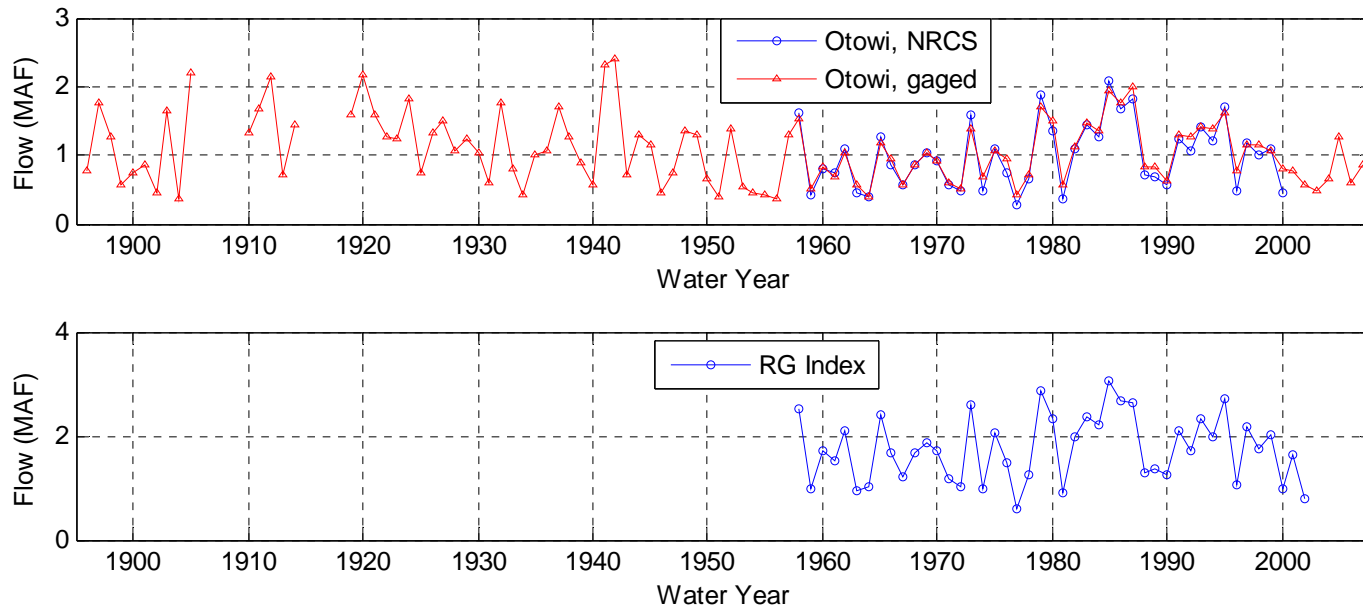 3
2
1
0
Flow (MAF)
Otowi, NRCS
Otowi, gaged
1900 1910 1920 1930 1940 1950 1960 1970 1980 1990 2000
Water Year
4
2
0
Flow (MAF)
RG Index
1900 1910 1920 1930 1940 1950 1960 1970 1980 1990 2000
Water Year